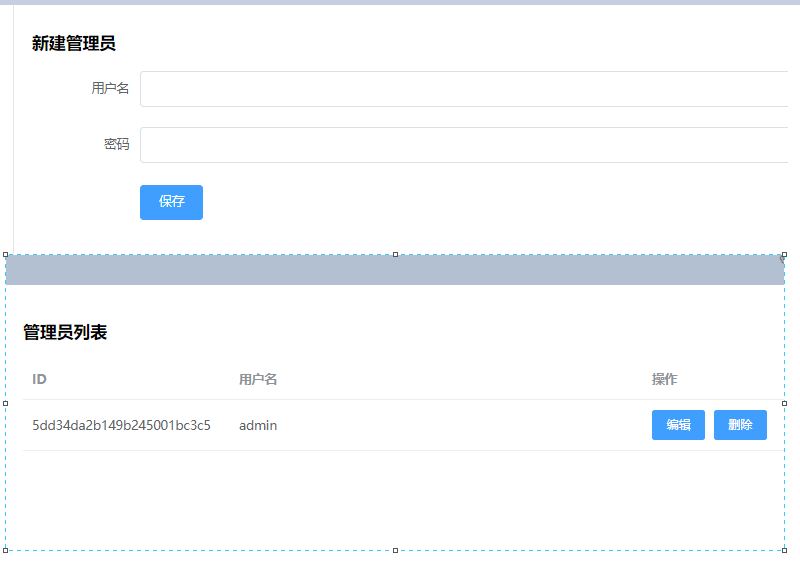 新建管理员
用户名
密码
保存
管理员列表
ID 用户名 操作
5dd34da2b149b245001bc3c5 admin 编辑 删除